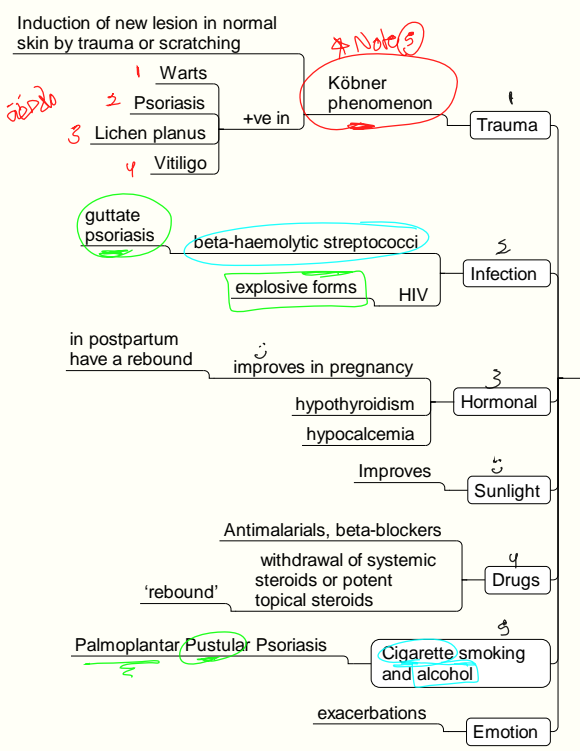 Induction of new lesion in normal
skin by trauma or scratching
* Note 5
1 Warts
2 Psoriasis
3 Lichen planus
4 Vitiligo
+ve in
Köbner
phenomenon
1
Trauma
guttate
psoriasis
beta-haemolytic streptococci
explosive forms
HIV
Infection
in postpartum
have a rebound
improves in pregnancy
hypothyroidism
hypocalcemia
3
Hormonal
Improves
Sunlight
Antimalarials, beta-blockers
withdrawal of systemic
steroids or potent
topical steroids
‘rebound’
4
Drugs
Palmoplantar Pustular Psoriasis
Cigarette smoking
and alcohol
exacerbations
Emotion